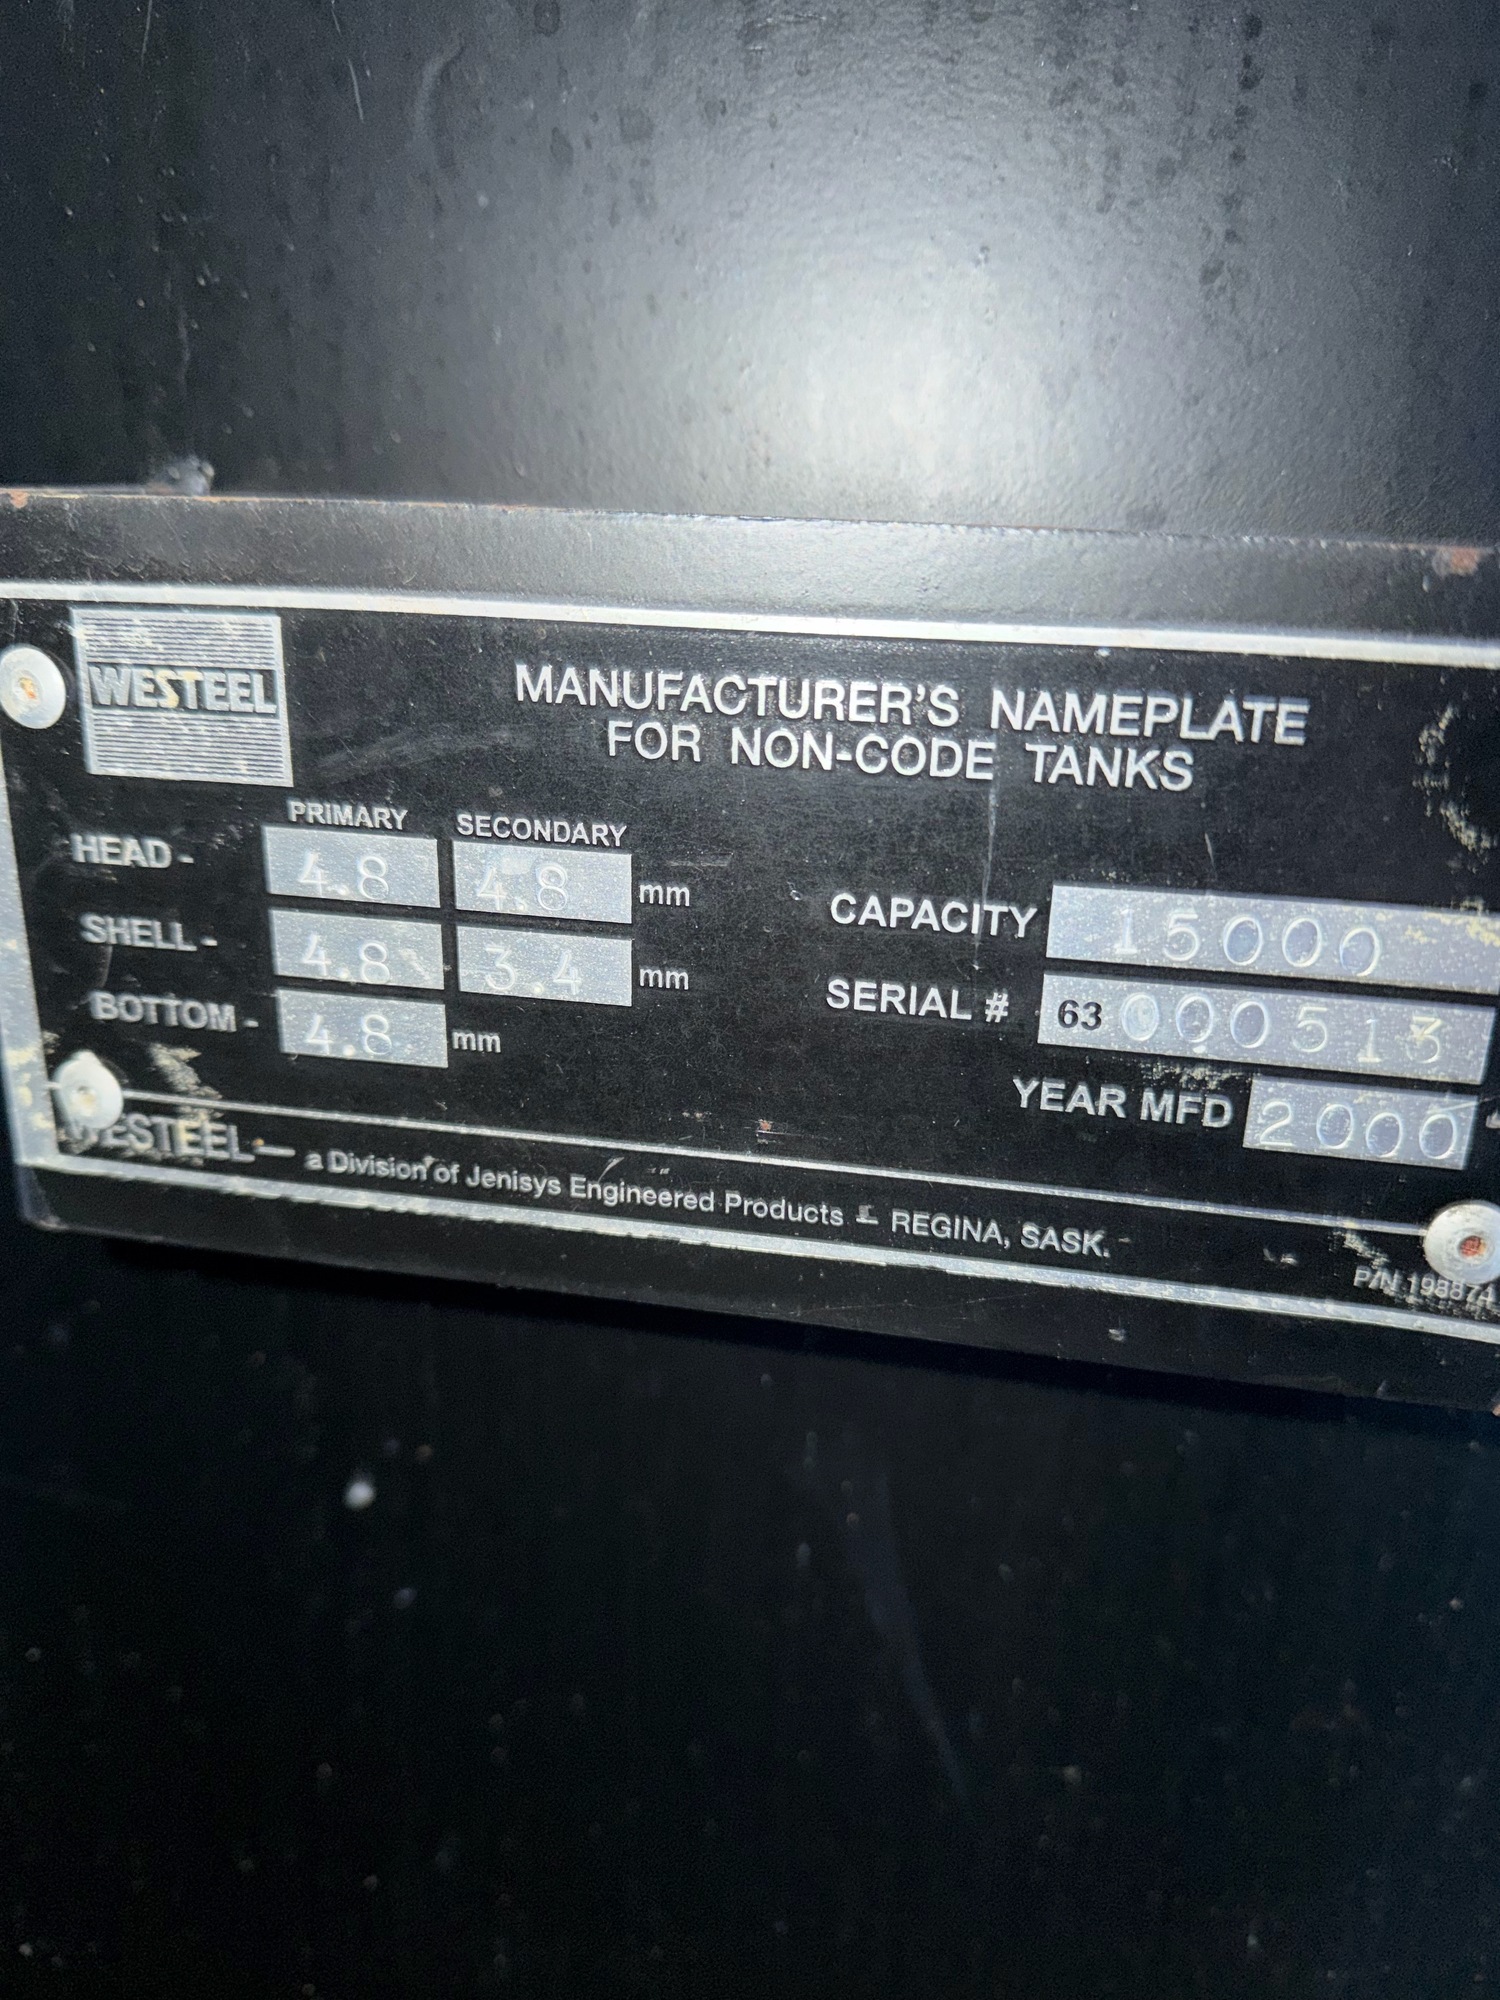 WESTEEL
MANUFACTURER'S NAMEPLATE
FOR NON-CODE TANKS
PRIMARY SECONDARY
HEAD - 4.8 4.8 mm
SHELL - 4.8 3.4 mm
BOTTOM - 4.8 mm
CAPACITY 15000
SERIAL # 63 000513
YEAR MFD 2000
WESTEEL — a Division of Jenisys Engineered Products - REGINA, SASK.
P/N 19887A